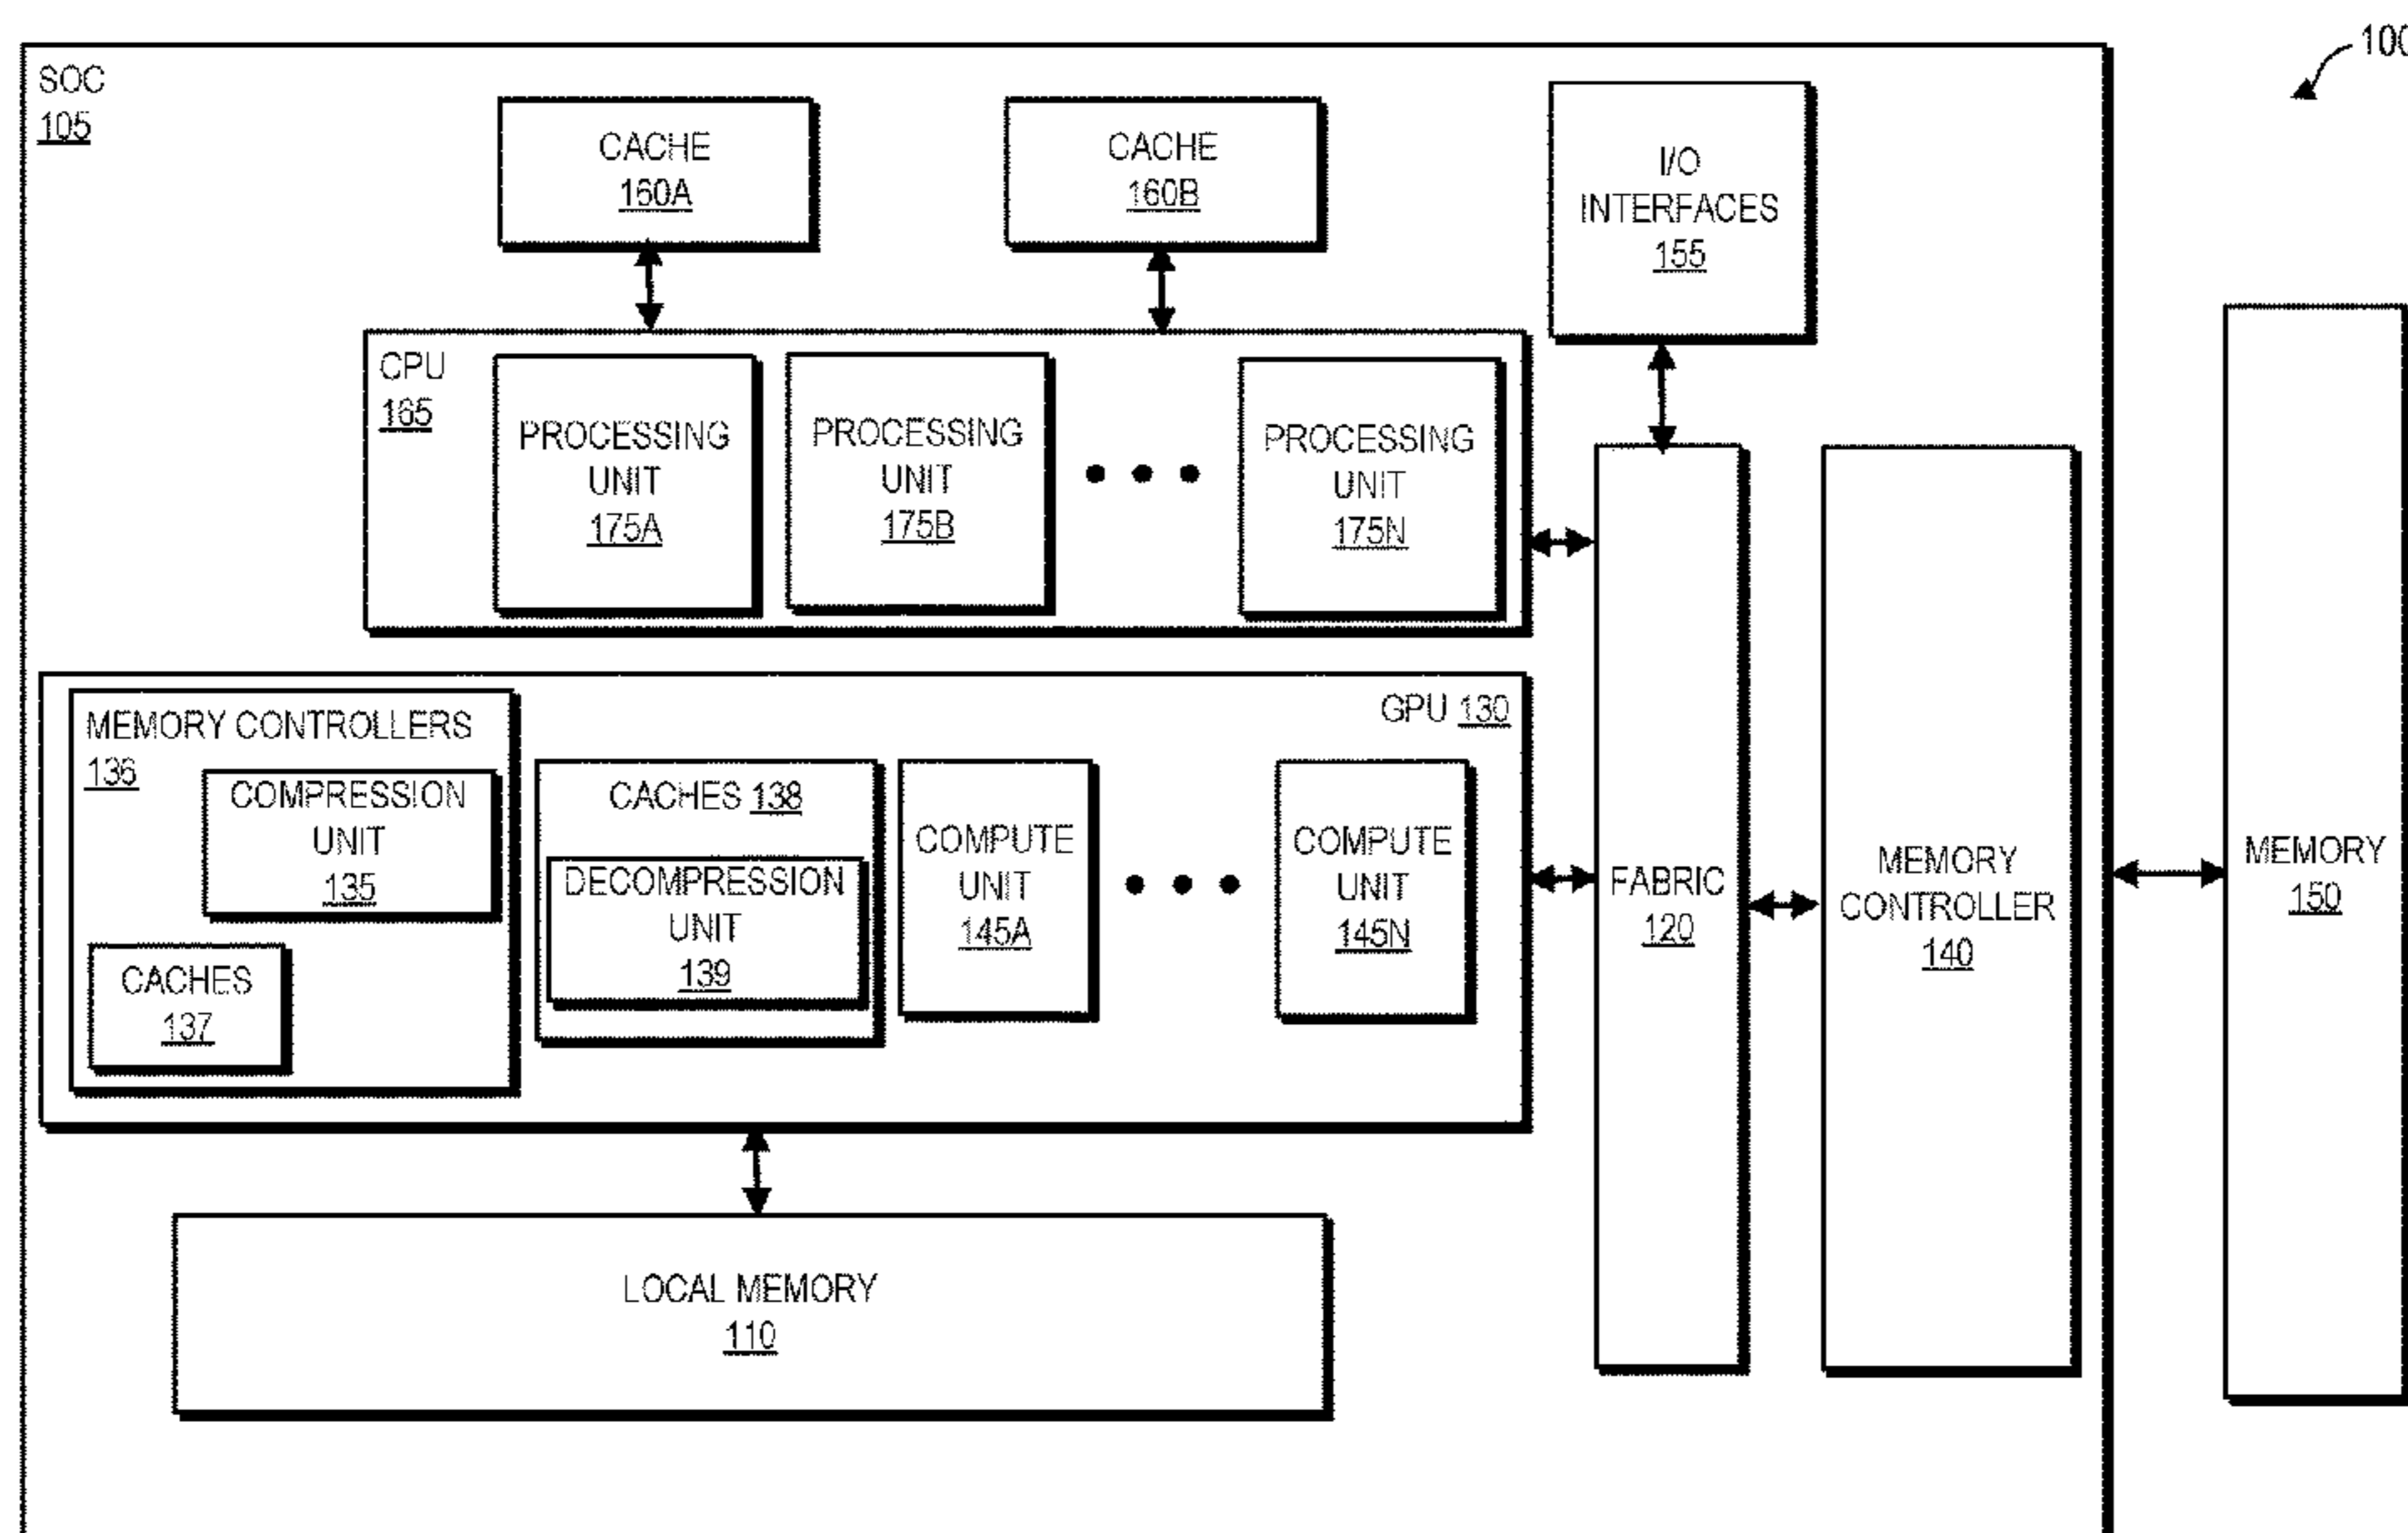 100
SOC
105
CACHE
160A
CACHE
160B
I/O
INTERFACES
155
CPU
165
PROCESSING
UNIT
175A
PROCESSING
UNIT
175B
PROCESSING
UNIT
175N
GPU 130
MEMORY CONTROLLERS
136
COMPRESSION
UNIT
135
CACHES
137
CACHES 138
DECOMPRESSION
UNIT
139
COMPUTE
UNIT
145A
COMPUTE
UNIT
145N
FABRIC
120
MEMORY
CONTROLLER
140
MEMORY
150
LOCAL MEMORY
110